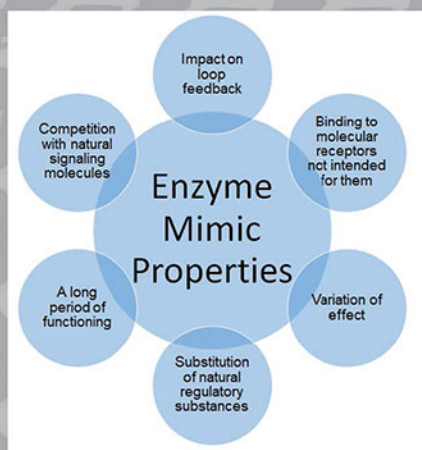 Impact on
loop
feedback
Competition
with natural
signaling
molecules
Binding to
molecular
receptors
not intended
for them
Enzyme
Mimic
Properties
A long
period of
functioning
Variation of
effect
Substitution
of natural
regulatory
substances